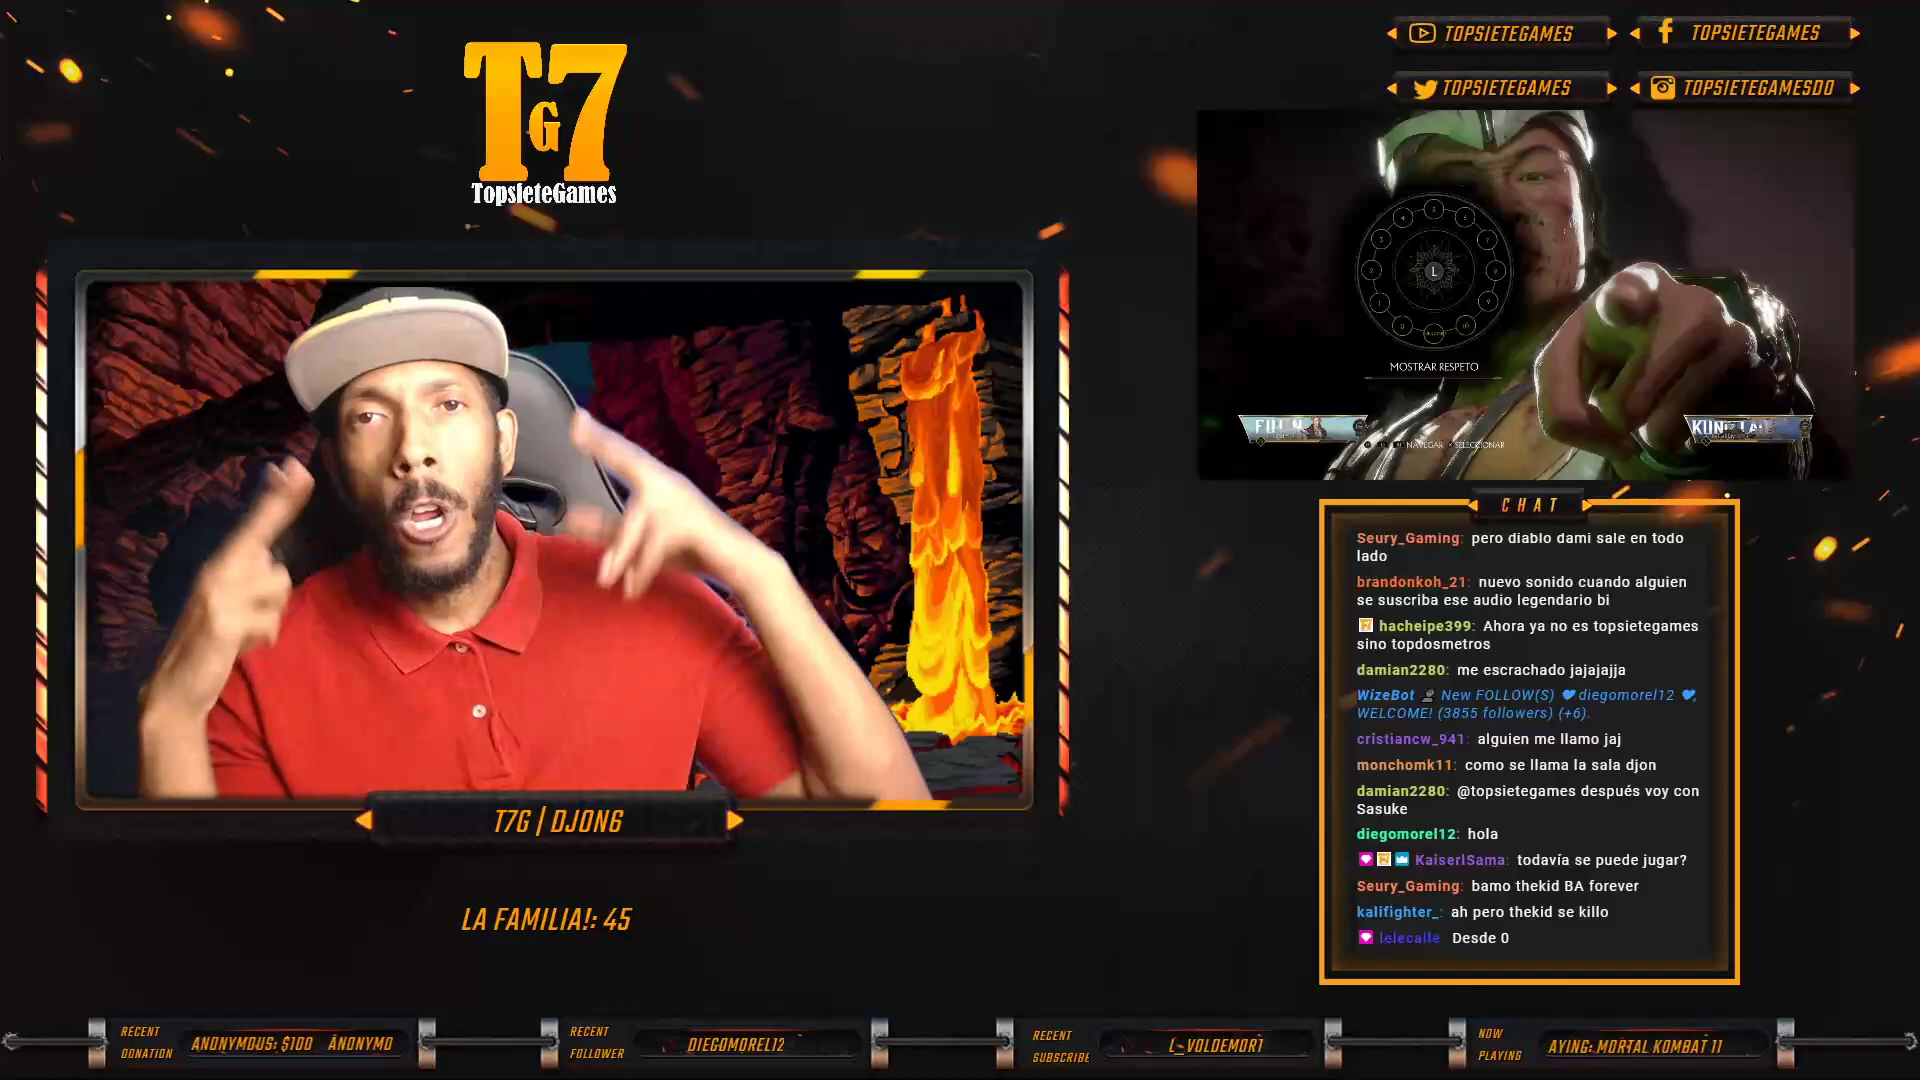 TG7
TopsieteGames
TOPSIETEGAMES
TOPSIETEGAMES
TOPSIETEGAMES
TOPSIETEGAMESDO
L
MOSTRAR RESPETO
NAVEGAR
SELECCIONAR
T7G | DJON6
LA FAMILIA!: 45
CHAT
Seury_Gaming: pero diablo dami sale en todo
lado
brandonkoh_21: nuevo sonido cuando alguien
se suscriba ese audio legendario bi
hacheipe399: Ahora ya no es topsietegames
sino topdosmetros
damian2280: me escrachado jajajajja
WizeBot New FOLLOW(S) diegomorel12 ,
WELCOME! (3855 followers) (+6).
cristiancw_941: alguien me llamo jaj
monchomk11: como se llama la sala djon
damian2280: @topsietegames después voy con
Sasuke
diegomorel12: hola
KaiserlSama: todavía se puede jugar?
Seury_Gaming: bamo thekid BA forever
kalifighter_: ah pero thekid se killo
lelecalle Desde 0
RECENT
DONATION
ANONYMOUS: $100 ANONYMO
RECENT
FOLLOWER
DIEGOMOREL12
RECENT
SUBSCRIBE
L_VOLDEMORT
NOW
PLAYING
AYING: MORTAL KOMBAT 11